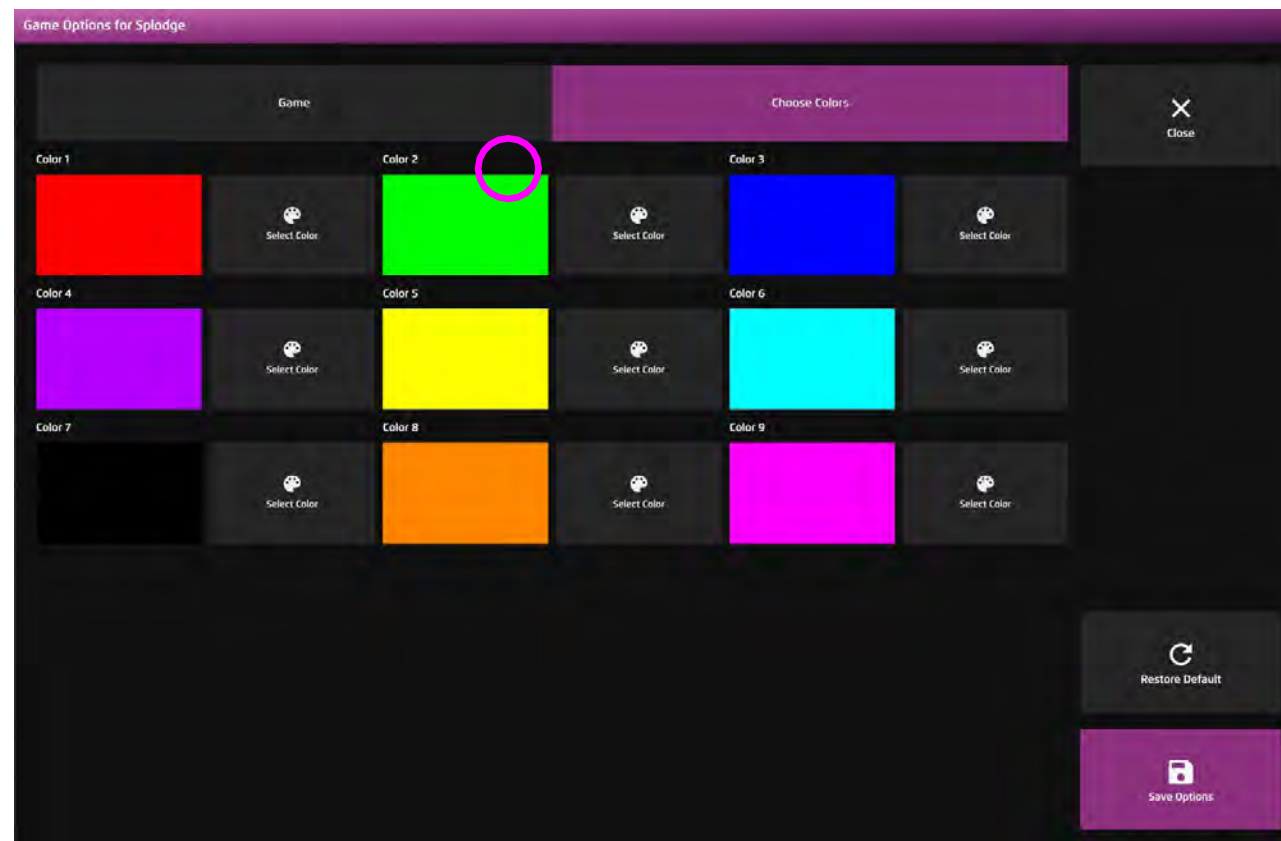 Game Options for Splodge
Game
Choose Colors
Close
Color 1
Color 2
Color 3
Select Color
Select Color
Select Color
Color 4
Color 5
Color 6
Select Color
Select Color
Select Color
Color 7
Color 8
Color 9
Select Color
Select Color
Select Color
Restore Default
Save Options